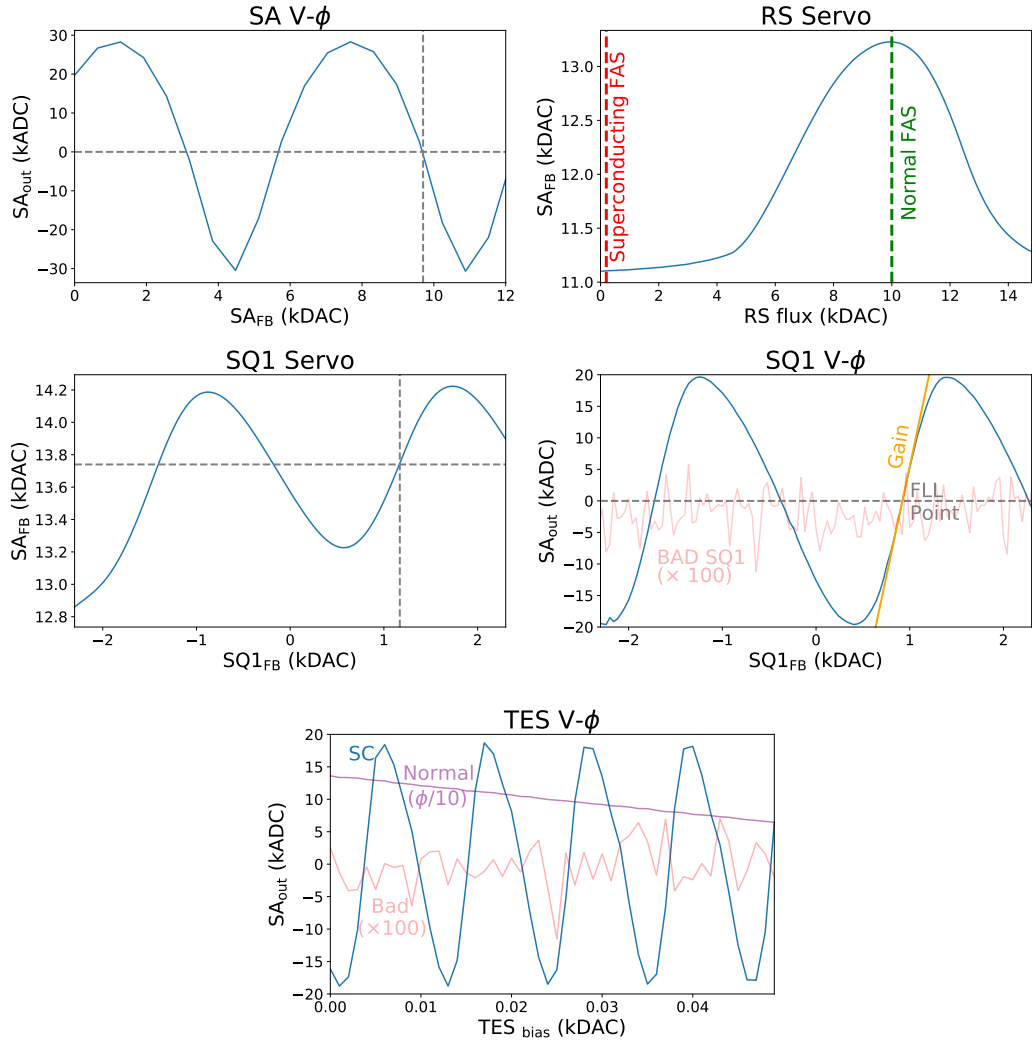 SA V-ϕ
30
20
10
0
−10
−20
−30
SA_out (kADC)
0 2 4 6 8 10 12
SA_FB (kDAC)
RS Servo
13.0
12.5
12.0
11.5
11.0
SA_FB (kDAC)
Superconducting FAS
Normal FAS
0 2 4 6 8 10 12 14
RS flux (kDAC)
SQ1 Servo
14.2
14.0
13.8
13.6
13.4
13.2
13.0
12.8
SA_FB (kDAC)
−2 −1 0 1 2
SQ1_FB (kDAC)
SQ1 V-ϕ
20
15
10
5
0
−5
−10
−15
−20
SA_out (kADC)
Gain
FLL
Point
BAD SQ1
(× 100)
−2 −1 0 1 2
SQ1_FB (kDAC)
TES V-ϕ
20
15
10
5
0
−5
−10
−15
−20
SA_out (kADC)
SC
Normal
(ϕ/10)
Bad
(×100)
0.00 0.01 0.02 0.03 0.04
TES _bias (kDAC)